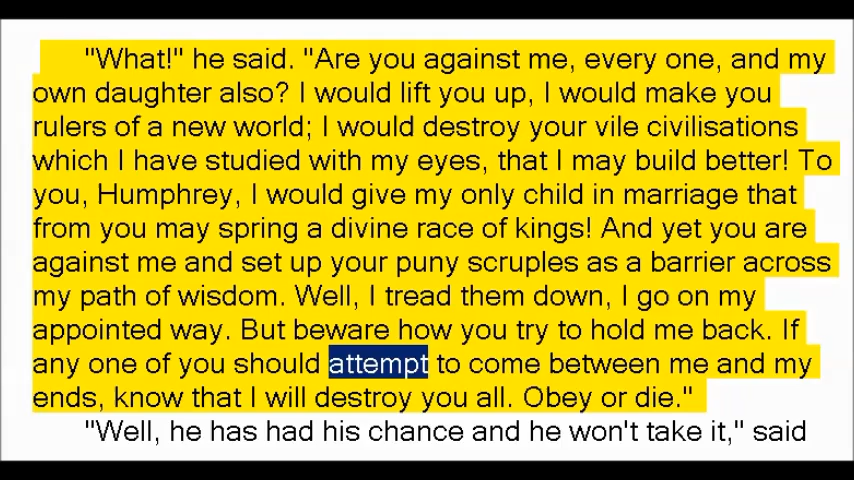 "What!" he said. "Are you against me, every one, and my
own daughter also? I would lift you up, I would make you
rulers of a new world; I would destroy your vile civilisations
which I have studied with my eyes, that I may build better! To
you, Humphrey, I would give my only child in marriage that
from you may spring a divine race of kings! And yet you are
against me and set up your puny scruples as a barrier across
my path of wisdom. Well, I tread them down, I go on my
appointed way. But beware how you try to hold me back. If
any one of you should attempt to come between me and my
ends, know that I will destroy you all. Obey or die."
"Well, he has had his chance and he won't take it," said